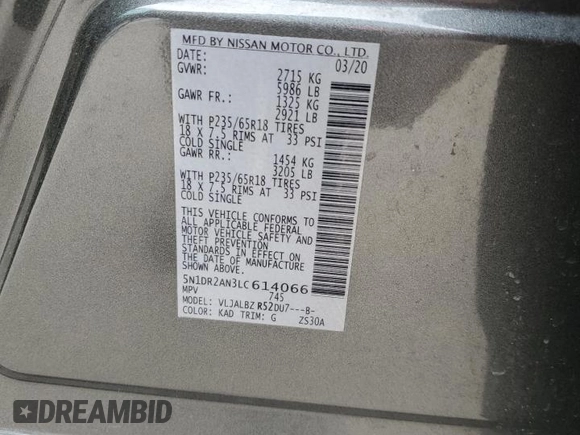 MFD BY NISSAN MOTOR CO., LTD.
DATE: 03/20
GVWR: 2715 KG
5986 LB
GAWR FR.: 1325 KG
2921 LB
WITH P235/65R18 TIRES
18 X 7.5 RIMS AT 33 PSI
COLD SINGLE
GAWR RR.: 1454 KG
3205 LB
WITH P235/65R18 TIRES
18 X 7.5 RIMS AT 33 PSI
COLD SINGLE
THIS VEHICLE CONFORMS TO
ALL APPLICABLE FEDERAL
MOTOR VEHICLE SAFETY AND
THEFT PREVENTION
STANDARDS IN EFFECT ON
THE DATE OF MANUFACTURE
SHOWN ABOVE.
5N1DR2AN3LC614066
MPV 745
MODEL: VLJALBZ R52DU7---B-
COLOR: KAD TRIM: G ZS30A
DREAMBID